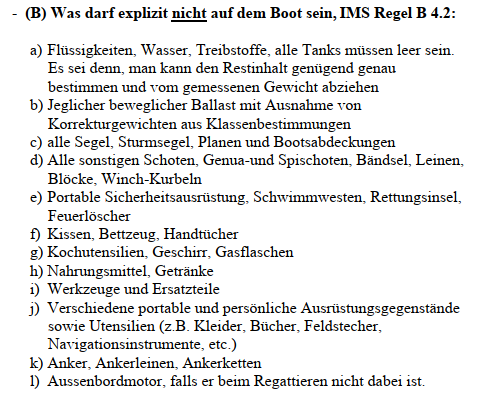 - (B) Was darf explizit nicht auf dem Boot sein, IMS Regel B 4.2:
a) Flüssigkeiten, Wasser, Treibstoffe, alle Tanks müssen leer sein.
Es sei denn, man kann den Restinhalt genügend genau
bestimmen und vom gemessenen Gewicht abziehen
b) Jeglicher beweglicher Ballast mit Ausnahme von
Korrekturgewichten aus Klassenbestimmungen
c) alle Segel, Sturmsegel, Planen und Bootsabdeckungen
d) Alle sonstigen Schoten, Genua-und Spischoten, Bändsel, Leinen,
Blöcke, Winch-Kurbeln
e) Portable Sicherheitsausrüstung, Schwimmwesten, Rettungsinsel,
Feuerlöscher
f) Kissen, Bettzeug, Handtücher
g) Kochutensilien, Geschirr, Gasflaschen
h) Nahrungsmittel, Getränke
i) Werkzeuge und Ersatzteile
j) Verschiedene portable und persönliche Ausrüstungsgegenstände
sowie Utensilien (z.B. Kleider, Bücher, Feldstecher,
Navigationsinstrumente, etc.)
k) Anker, Ankerleinen, Ankerketten
l) Aussenbordmotor, falls er beim Regattieren nicht dabei ist.